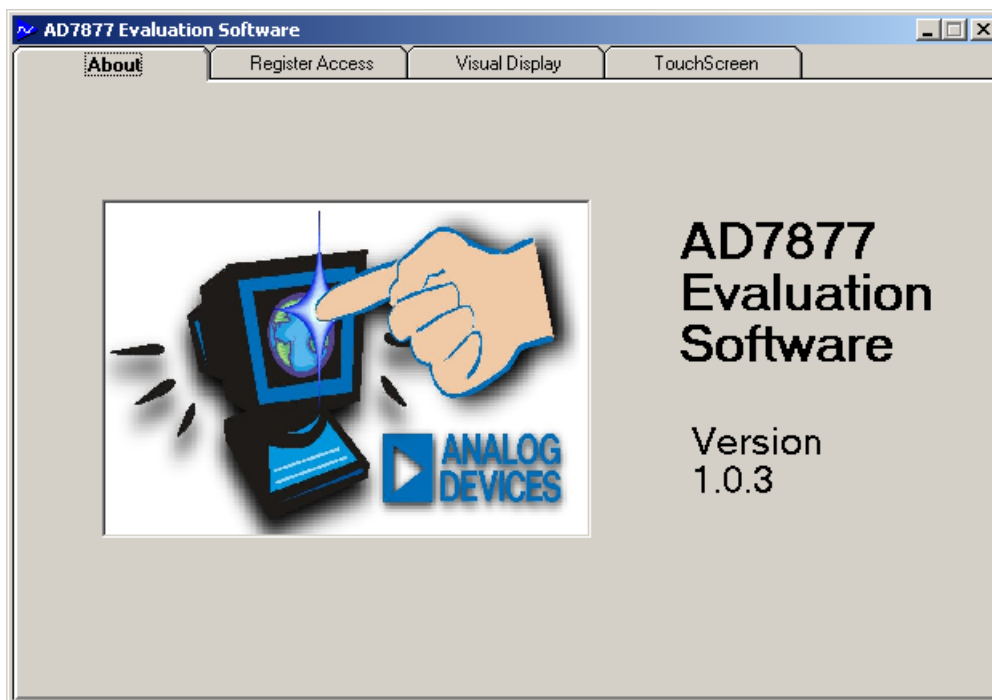 AD7877 Evaluation Software
About
Register Access
Visual Display
TouchScreen
AD7877
Evaluation
Software
Version
1.0.3
ANALOG
DEVICES